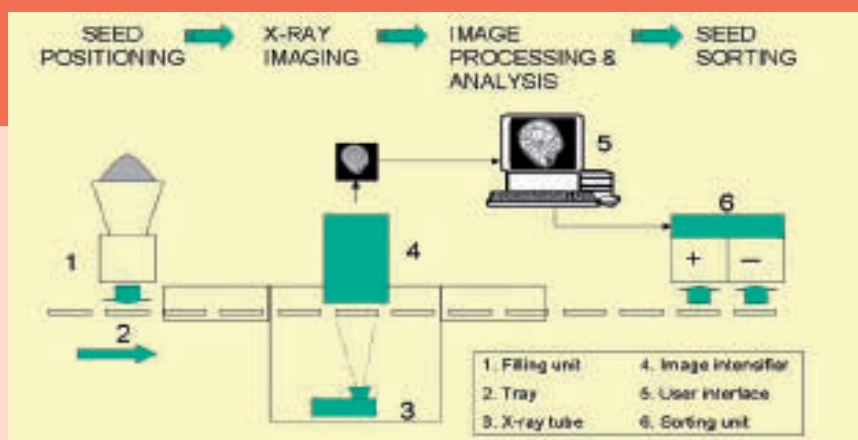 SEED POSITIONING
X-RAY IMAGING
IMAGE PROCESSING & ANALYSIS
SEED SORTING
1
2
3
4
5
6
+ −
1. Filling unit
2. Tray
3. X-ray tube
4. Image intensifier
5. User interface
6. Sorting unit